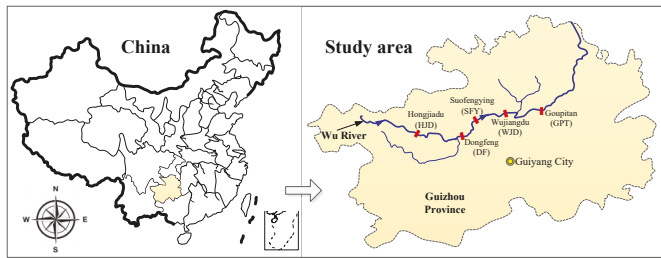 China
N
W
E
S
Study area
Suofengying
(SFY)
Hongjiadu
(HJD)
Goupitan
(GPT)
Wujiangdu
(WJD)
Wu River
Dongfeng
(DF)
Guiyang City
Guizhou
Province